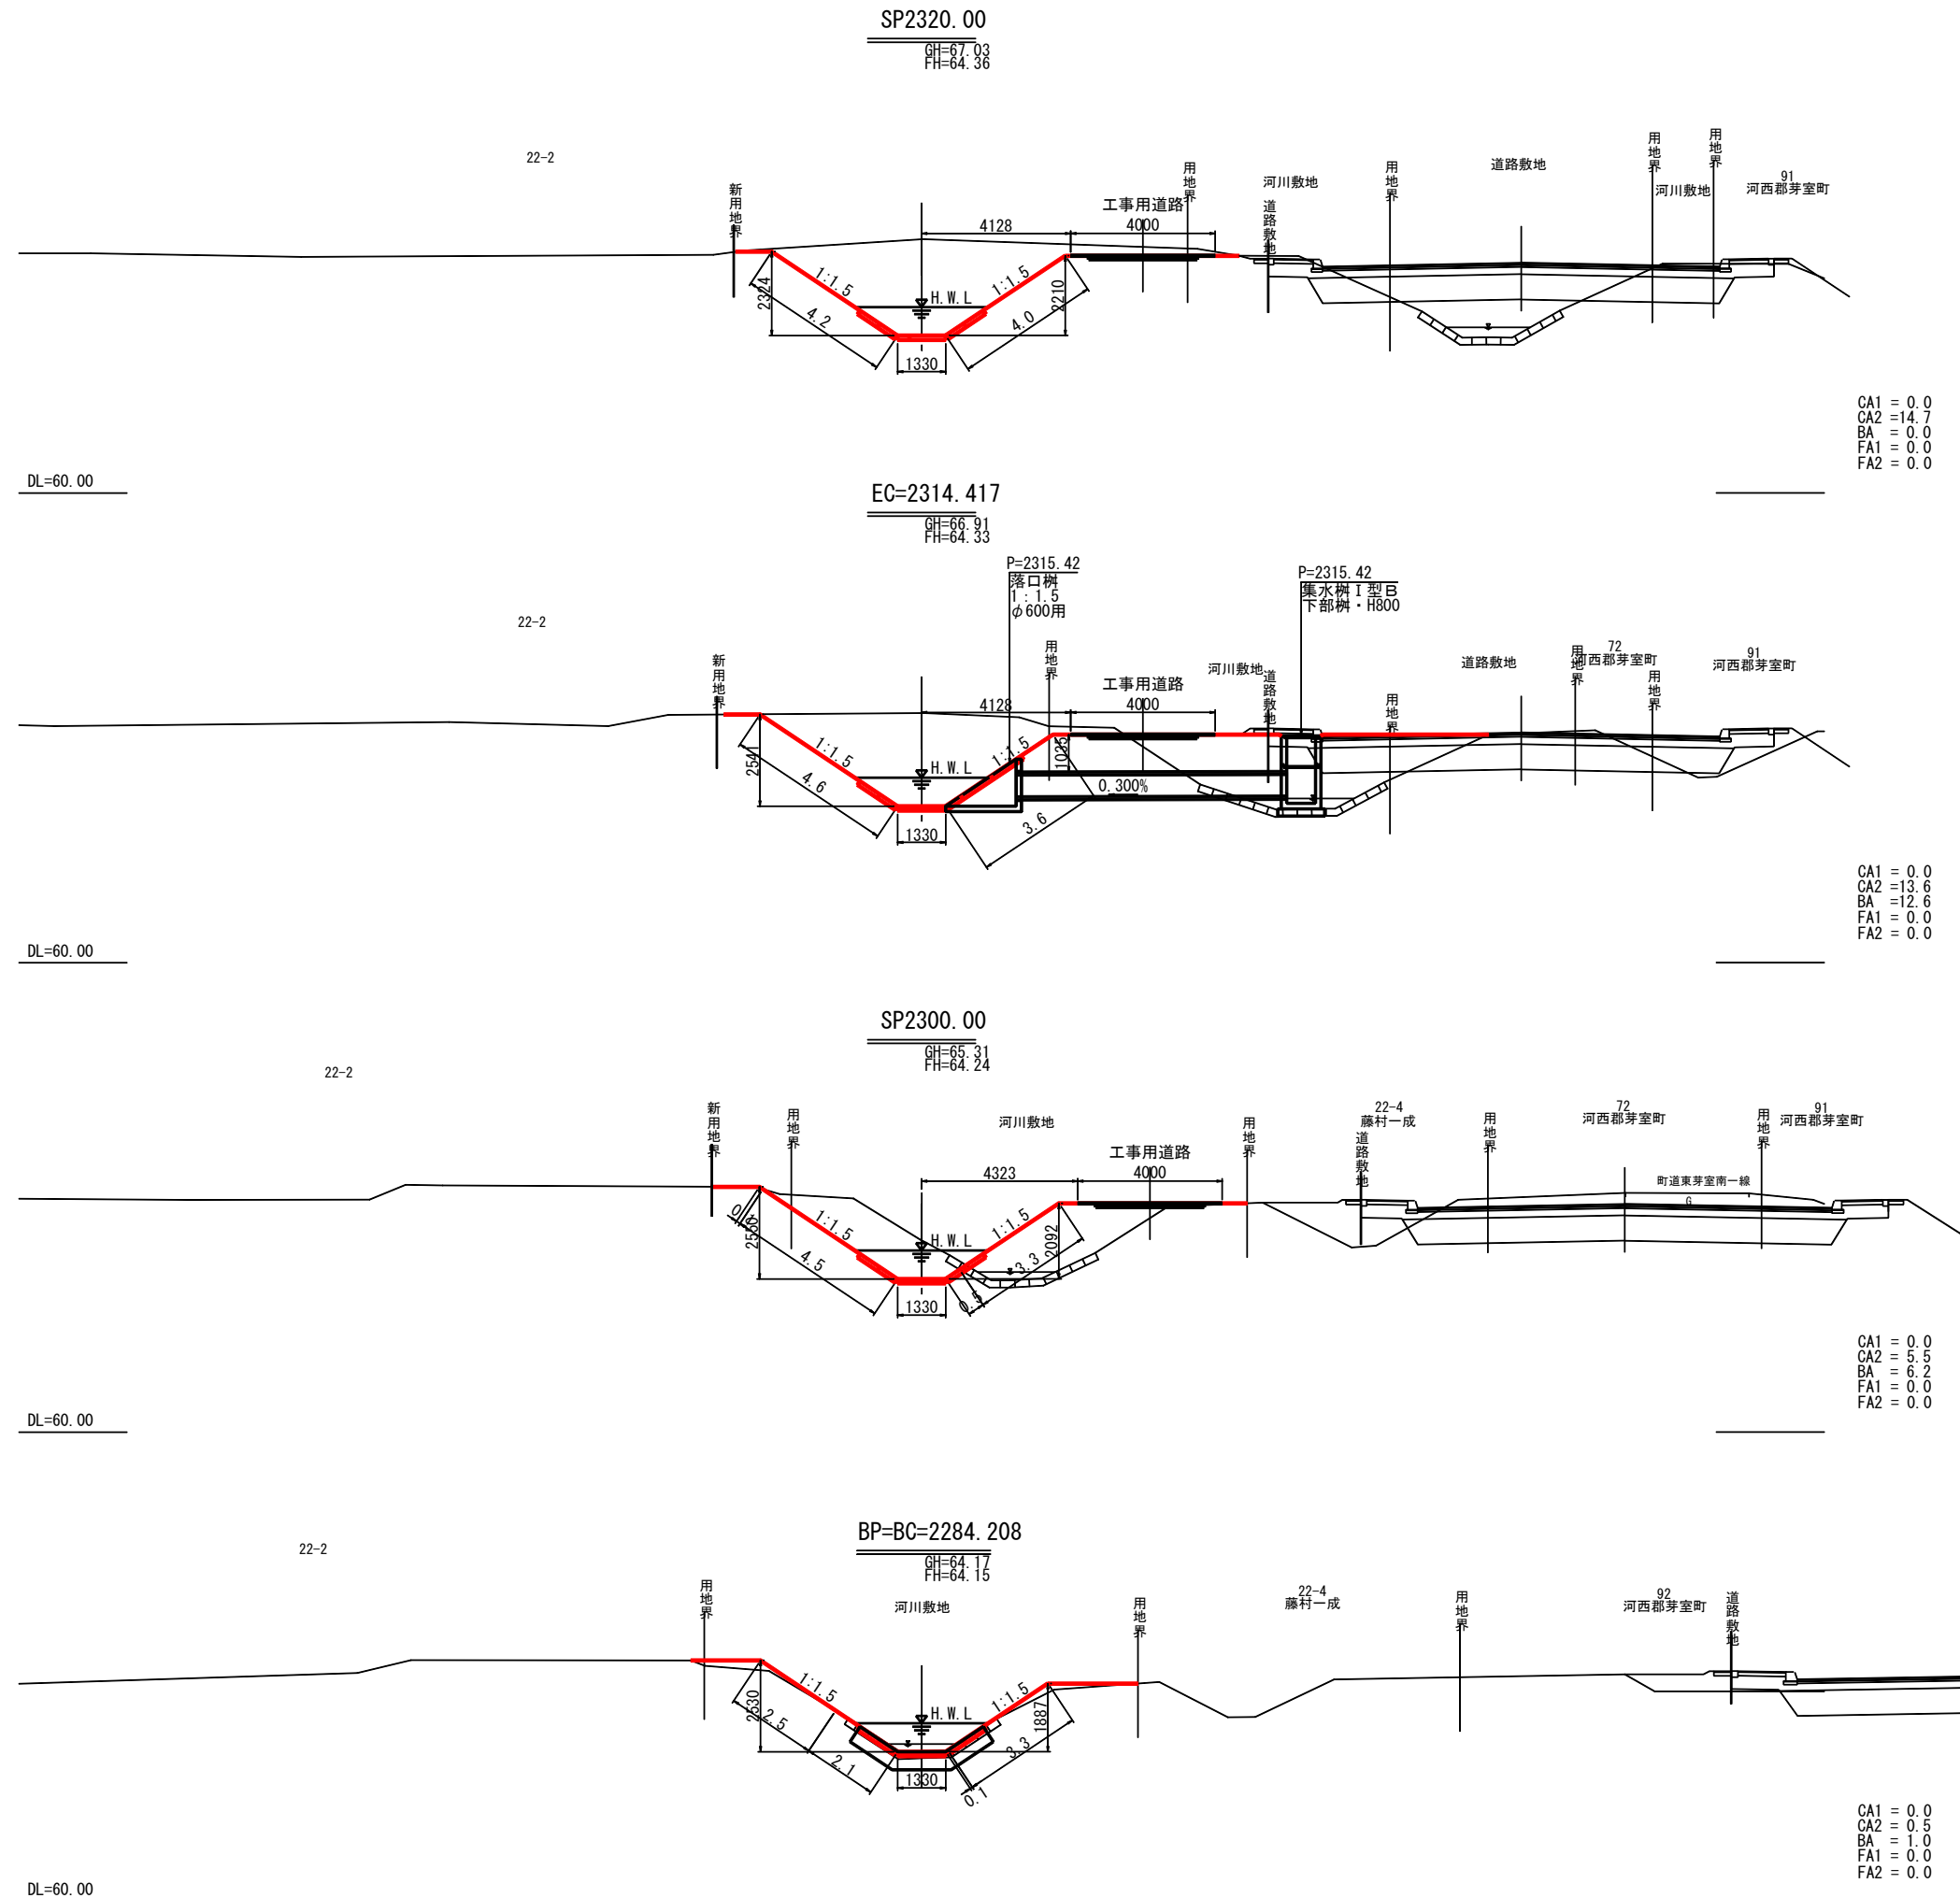 SP2320.00
GH=67.03
FH=64.36
22-2
新用地界
4128
工事用道路
4000
用地界
河川敷地
道路敷地
用地界
道路敷地
用地界
河川敷地
用地界
91
河西郡芽室町
1:1.5
2324
4.2
H.W.L
1:1.5
4.0
2210
1330
CA1 = 0.0
CA2 =14.7
BA = 0.0
FA1 = 0.0
FA2 = 0.0
DL=60.00
EC=2314.417
GH=66.91
FH=64.33
P=2315.42
落口桝
1:1.5
φ600用
P=2315.42
集水桝Ⅰ型B
下部桝・H800
22-2
新用地界
4128
用地界
工事用道路
4000
河川敷地
道路敷地
用地界
道路敷地
用地界
72
河西郡芽室町
用地界
91
河西郡芽室町
1:1.5
2541
4.6
H.W.L
1:1.5
1035
0.300%
3.6
1330
CA1 = 0.0
CA2 =13.6
BA =12.6
FA1 = 0.0
FA2 = 0.0
DL=60.00
SP2300.00
GH=65.31
FH=64.24
22-2
新用地界
用地界
河川敷地
4323
工事用道路
4000
用地界
22-4
藤村一成
道路敷地
用地界
72
河西郡芽室町
用地界
91
河西郡芽室町
町道東芽室南一線
G
1:1.5
4.5
H.W.L
1:1.5
2092
3.3
0.5
1330
CA1 = 0.0
CA2 = 5.5
BA = 6.2
FA1 = 0.0
FA2 = 0.0
DL=60.00
BP=BC=2284.208
GH=64.17
FH=64.15
22-2
用地界
河川敷地
用地界
22-4
藤村一成
用地界
92
河西郡芽室町
道路敷地
1:1.5
2530
2.5
2.1
H.W.L
1:1.5
1887
3.3
0.1
1330
CA1 = 0.0
CA2 = 0.5
BA = 1.0
FA1 = 0.0
FA2 = 0.0
DL=60.00